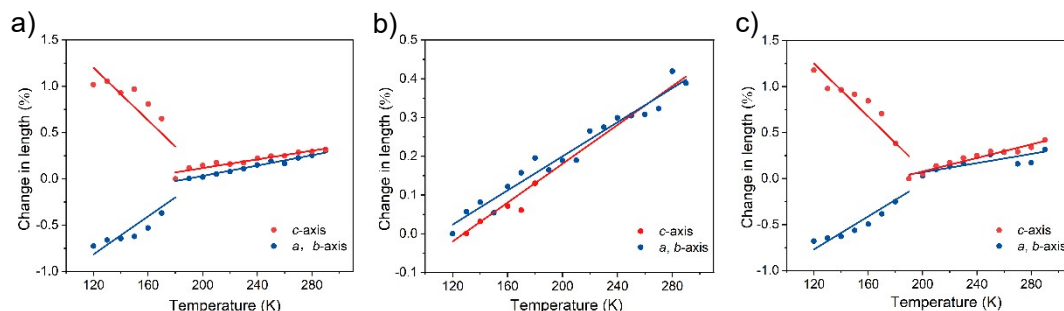 a)
Change in length (%)
1.5
1.0
0.5
0.0
-0.5
-1.0
120 160 200 240 280
Temperature (K)
c-axis
a, b-axis
b)
Change in length (%)
0.5
0.4
0.3
0.2
0.1
0.0
-0.1
120 160 200 240 280
Temperature (K)
c-axis
a, b-axis
c)
Change in length (%)
1.5
1.0
0.5
0.0
-0.5
-1.0
120 160 200 240 280
Temperature (K)
c-axis
a, b-axis